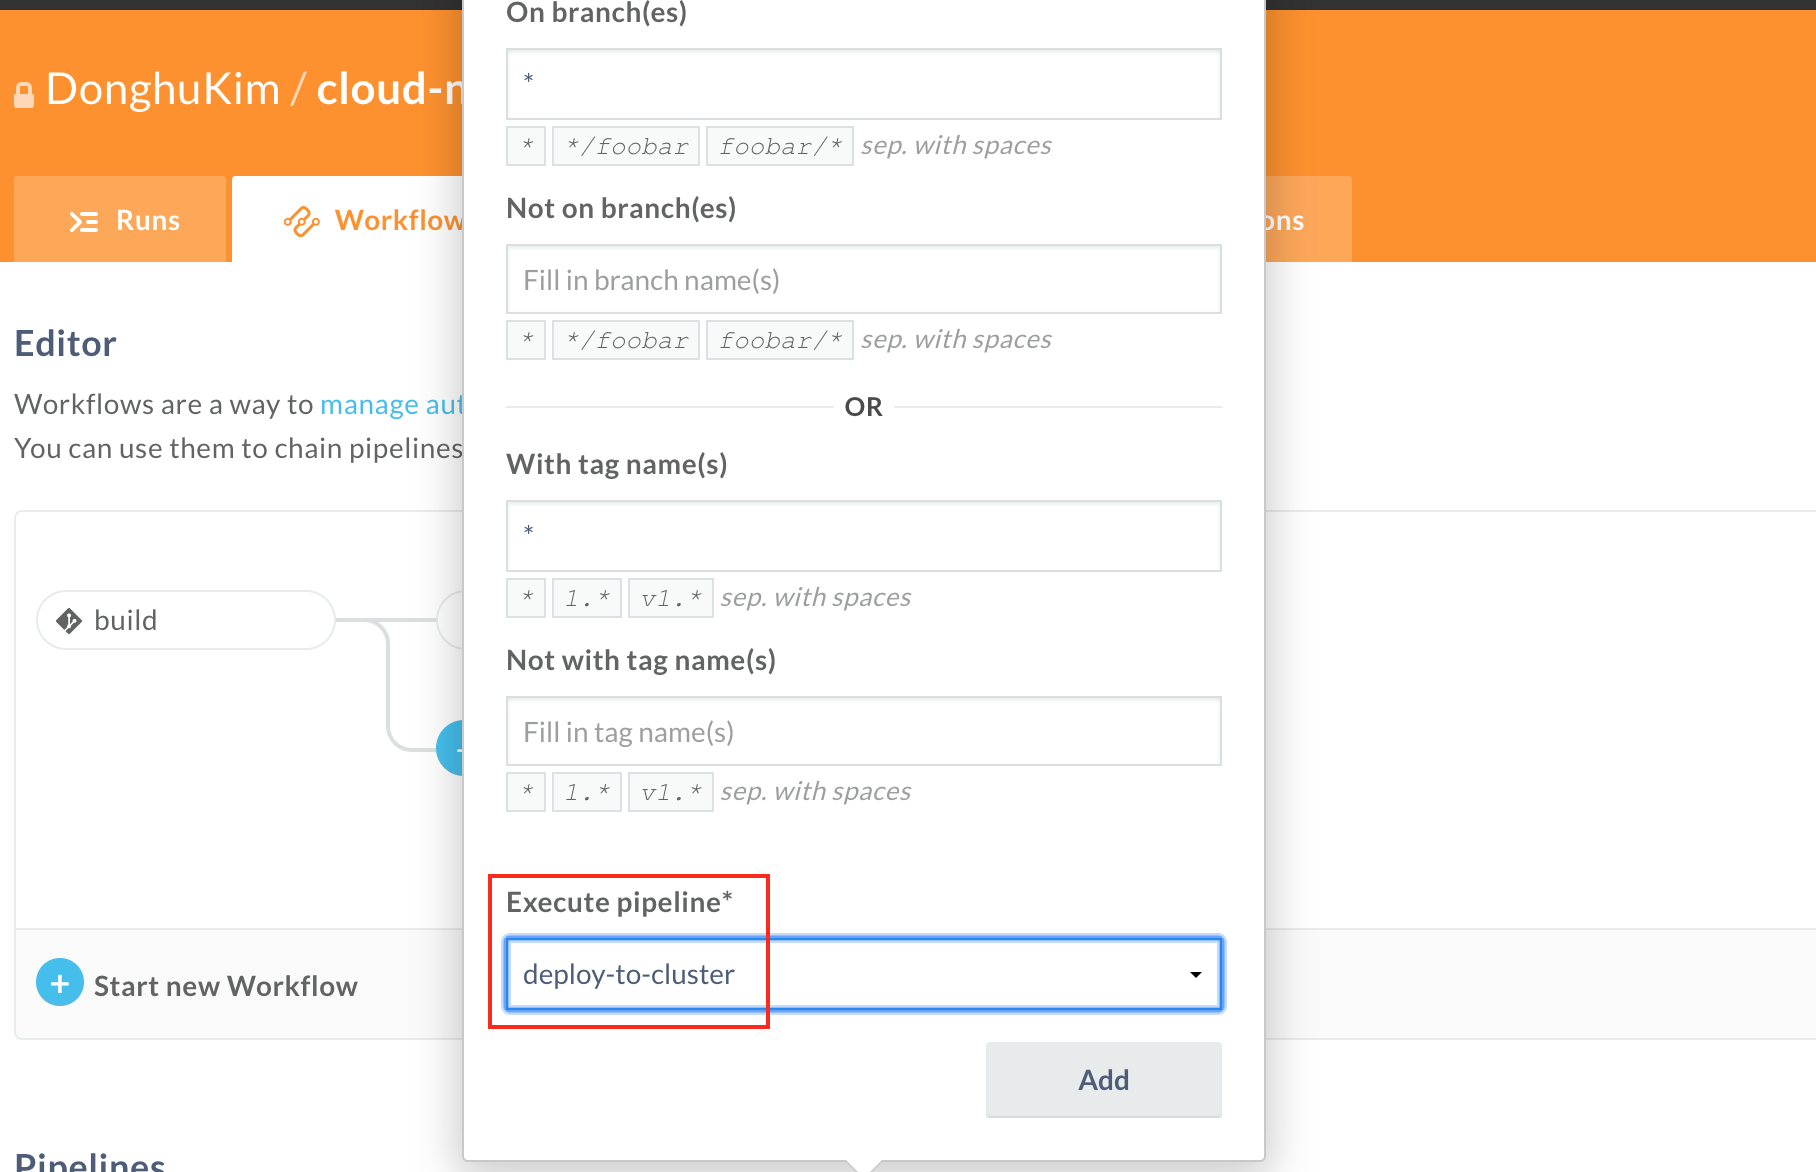 DonghuKim / cloud-
Runs
Workflow
ons
Editor
Workflows are a way to manage aut
You can use them to chain pipelines
build
+ Start new Workflow
Pipelines
On branch(es)
*
* */foobar foobar/* sep. with spaces
Not on branch(es)
Fill in branch name(s)
* */foobar foobar/* sep. with spaces
OR
With tag name(s)
*
* 1.* v1.* sep. with spaces
Not with tag name(s)
Fill in tag name(s)
* 1.* v1.* sep. with spaces
Execute pipeline*
deploy-to-cluster
Add